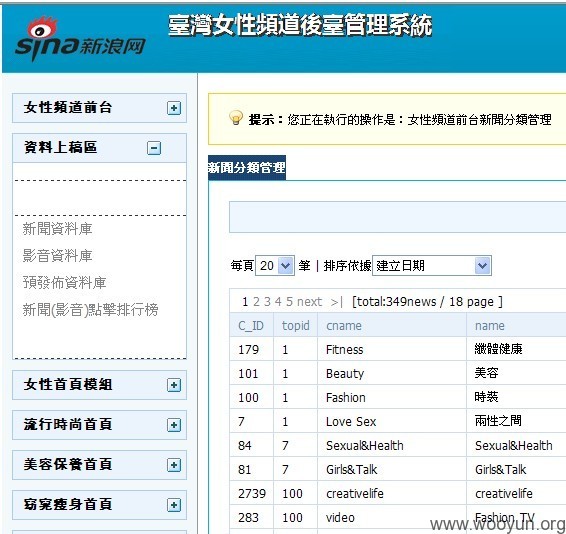 sina新浪网
臺灣女性頻道後臺管理系統
女性頻道前台
資料上稿區
新聞資料庫
影音資料庫
預發佈資料庫
新聞(影音)點擊排行榜
女性首頁模組
流行時尚首頁
美容保養首頁
窈窕瘦身首頁
提示：您正在執行的操作是：女性頻道前台新聞分類管理
新聞分類管理
每頁 20 筆 | 排序依據 建立日期
1 2 3 4 5 next >| [total:349news / 18 page ]
C_ID topid cname name
179 1 Fitness 纖體健康
101 1 Beauty 美容
100 1 Fashion 時裝
7 1 Love Sex 兩性之間
84 7 Sexual&Health Sexual&Health
81 7 Girls&Talk Girls&Talk
2739 100 creativelife creativelife
283 100 video Fashion TV
www.wooyun.org